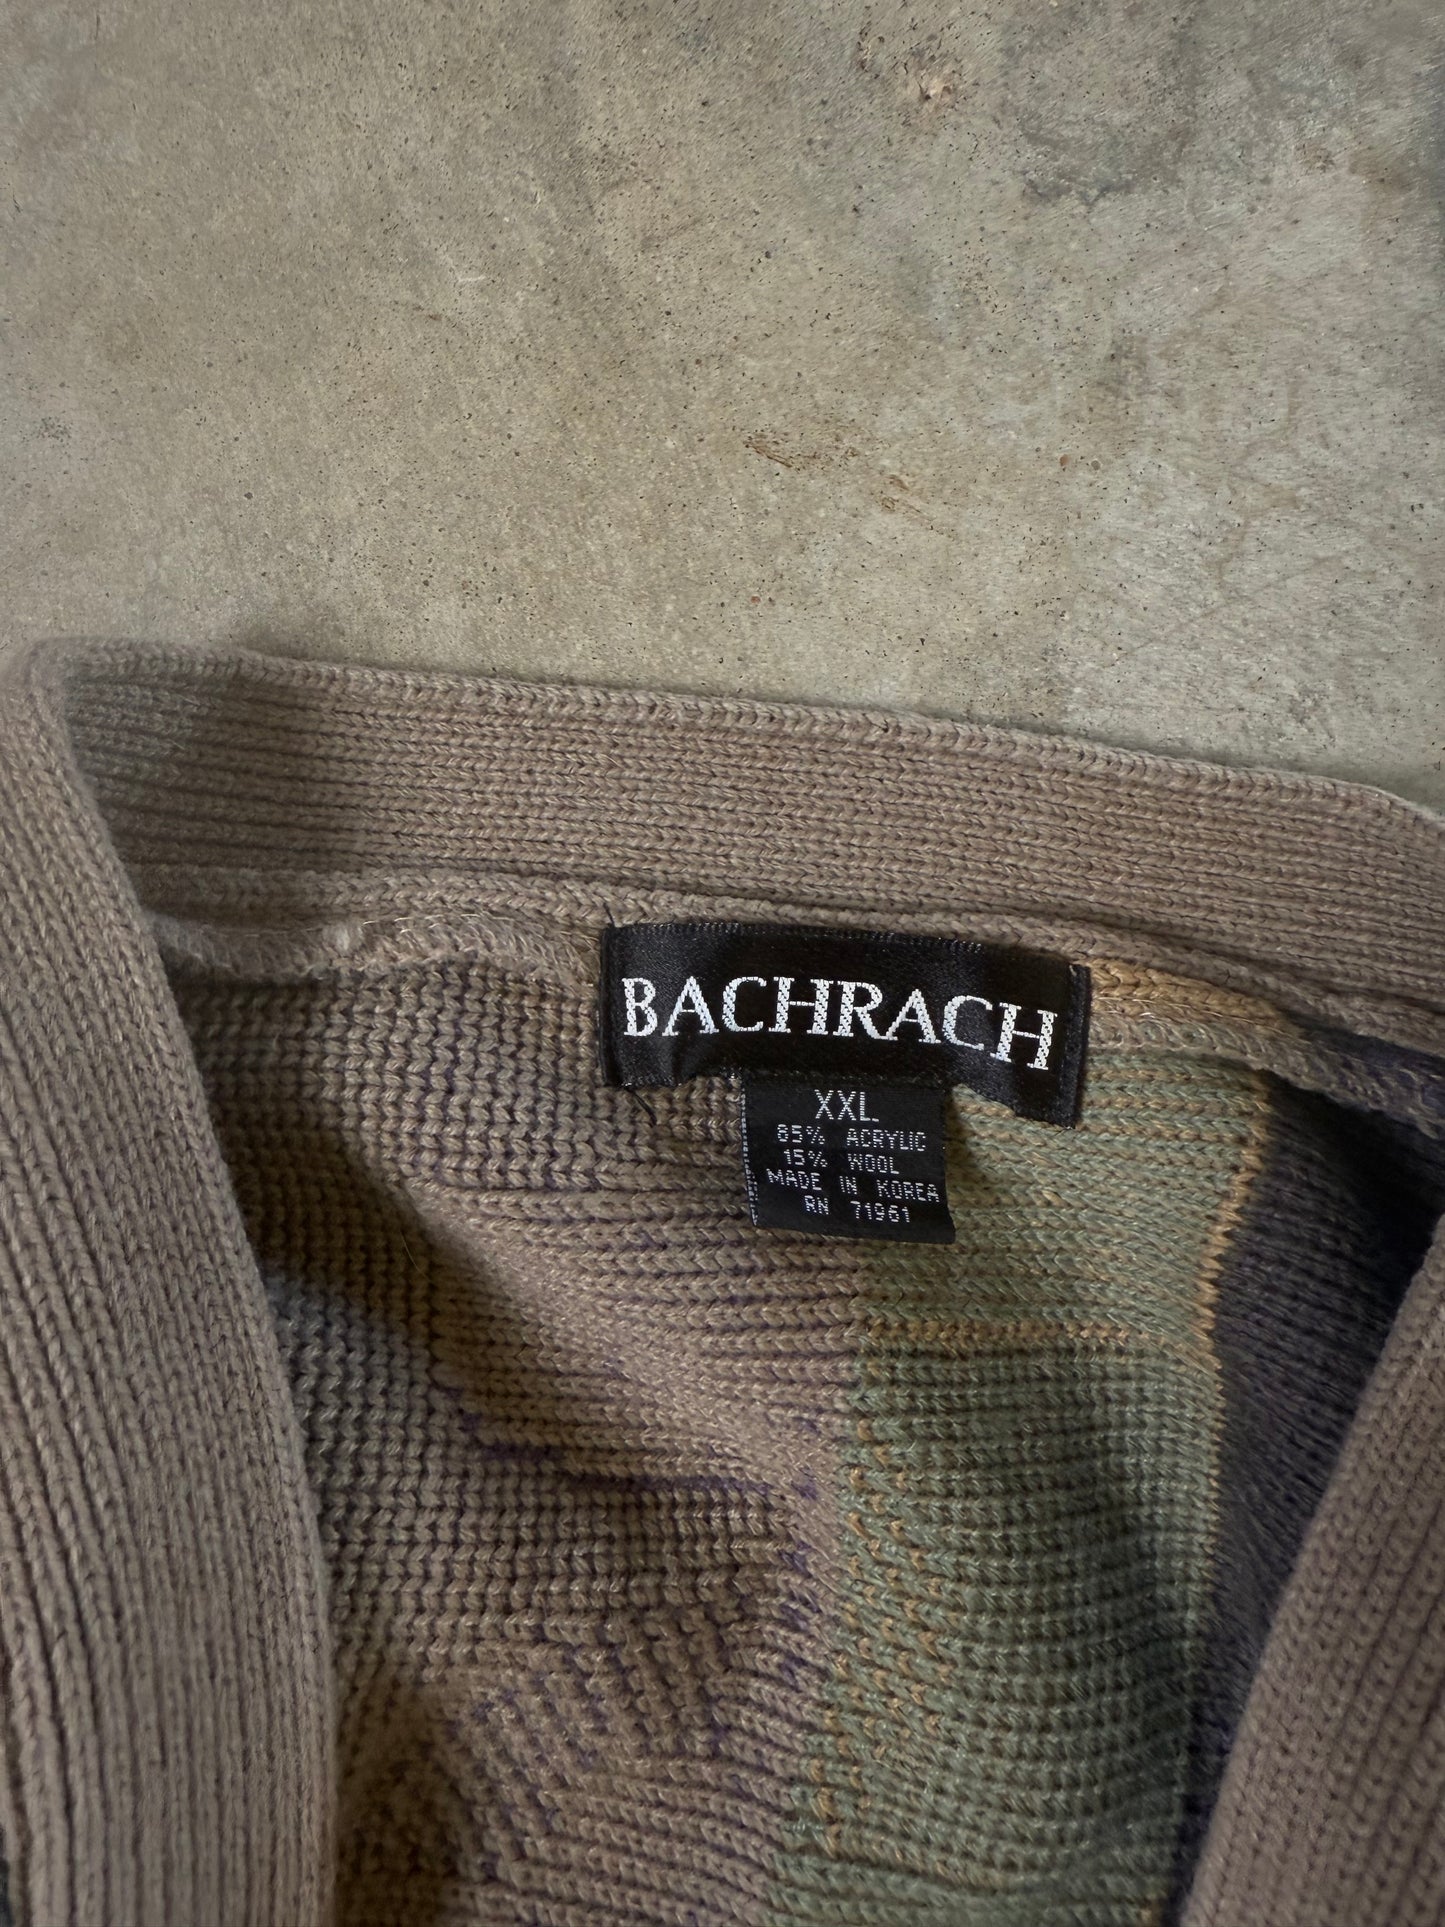 BACHRACH
XXL
85% ACRYLIC
15% WOOL
MADE IN KOREA
RN 71961